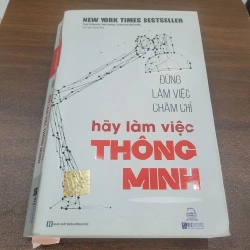 NEW YORK TIMES BESTSELLER
ĐỪNG
LÀM VIỆC
CHĂM CHỈ
hãy làm việc
THÔNG
MINH